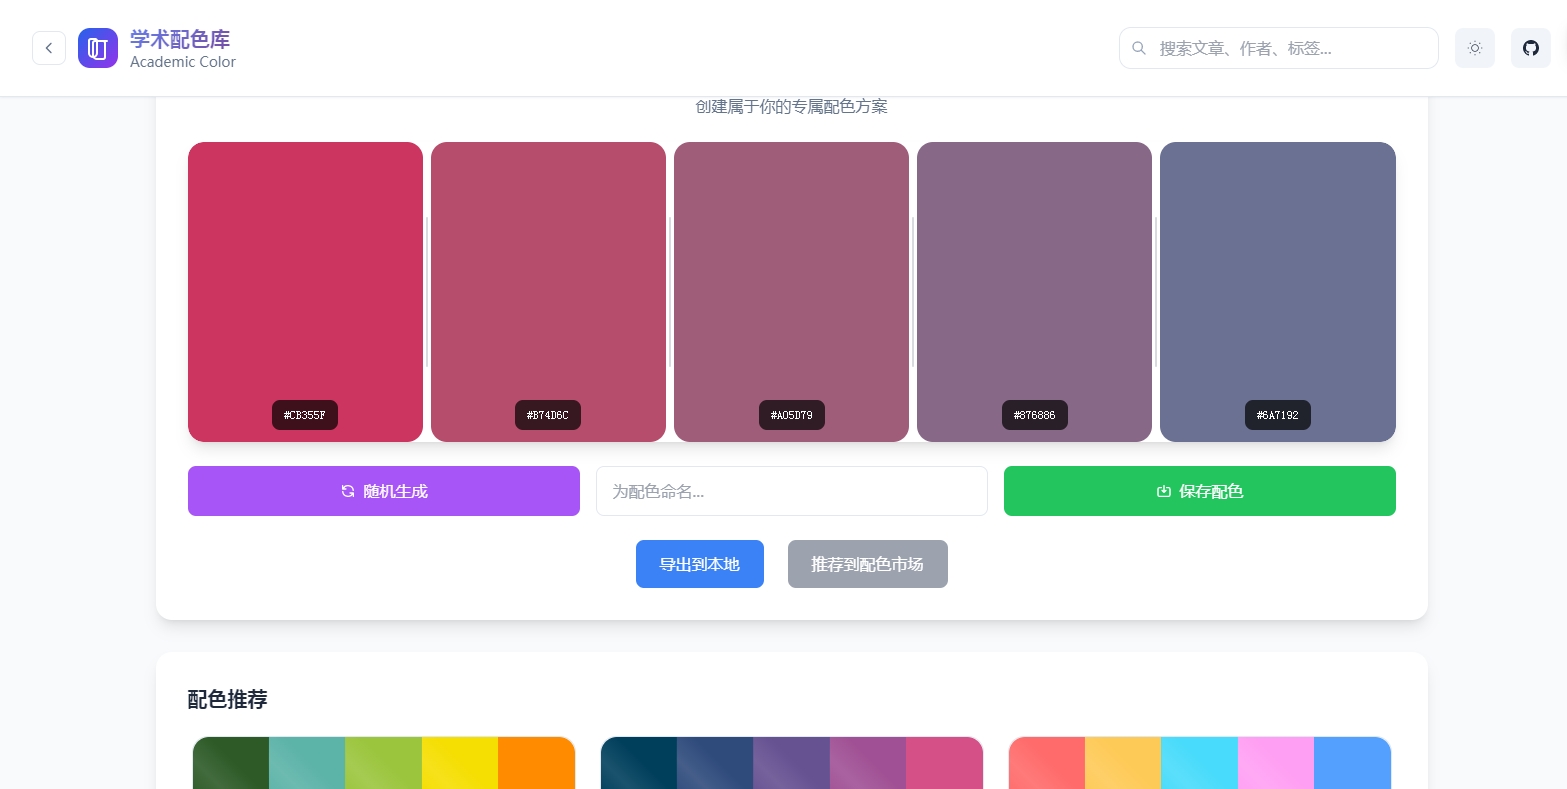 学术配色库
Academic Color
搜索文章、作者、标签...
创建属于你的专属配色方案
#CB355F
#B74D6C
#A05D79
#876886
#6A7192
随机生成
为配色命名...
保存配色
导出到本地
推荐到配色市场
配色推荐